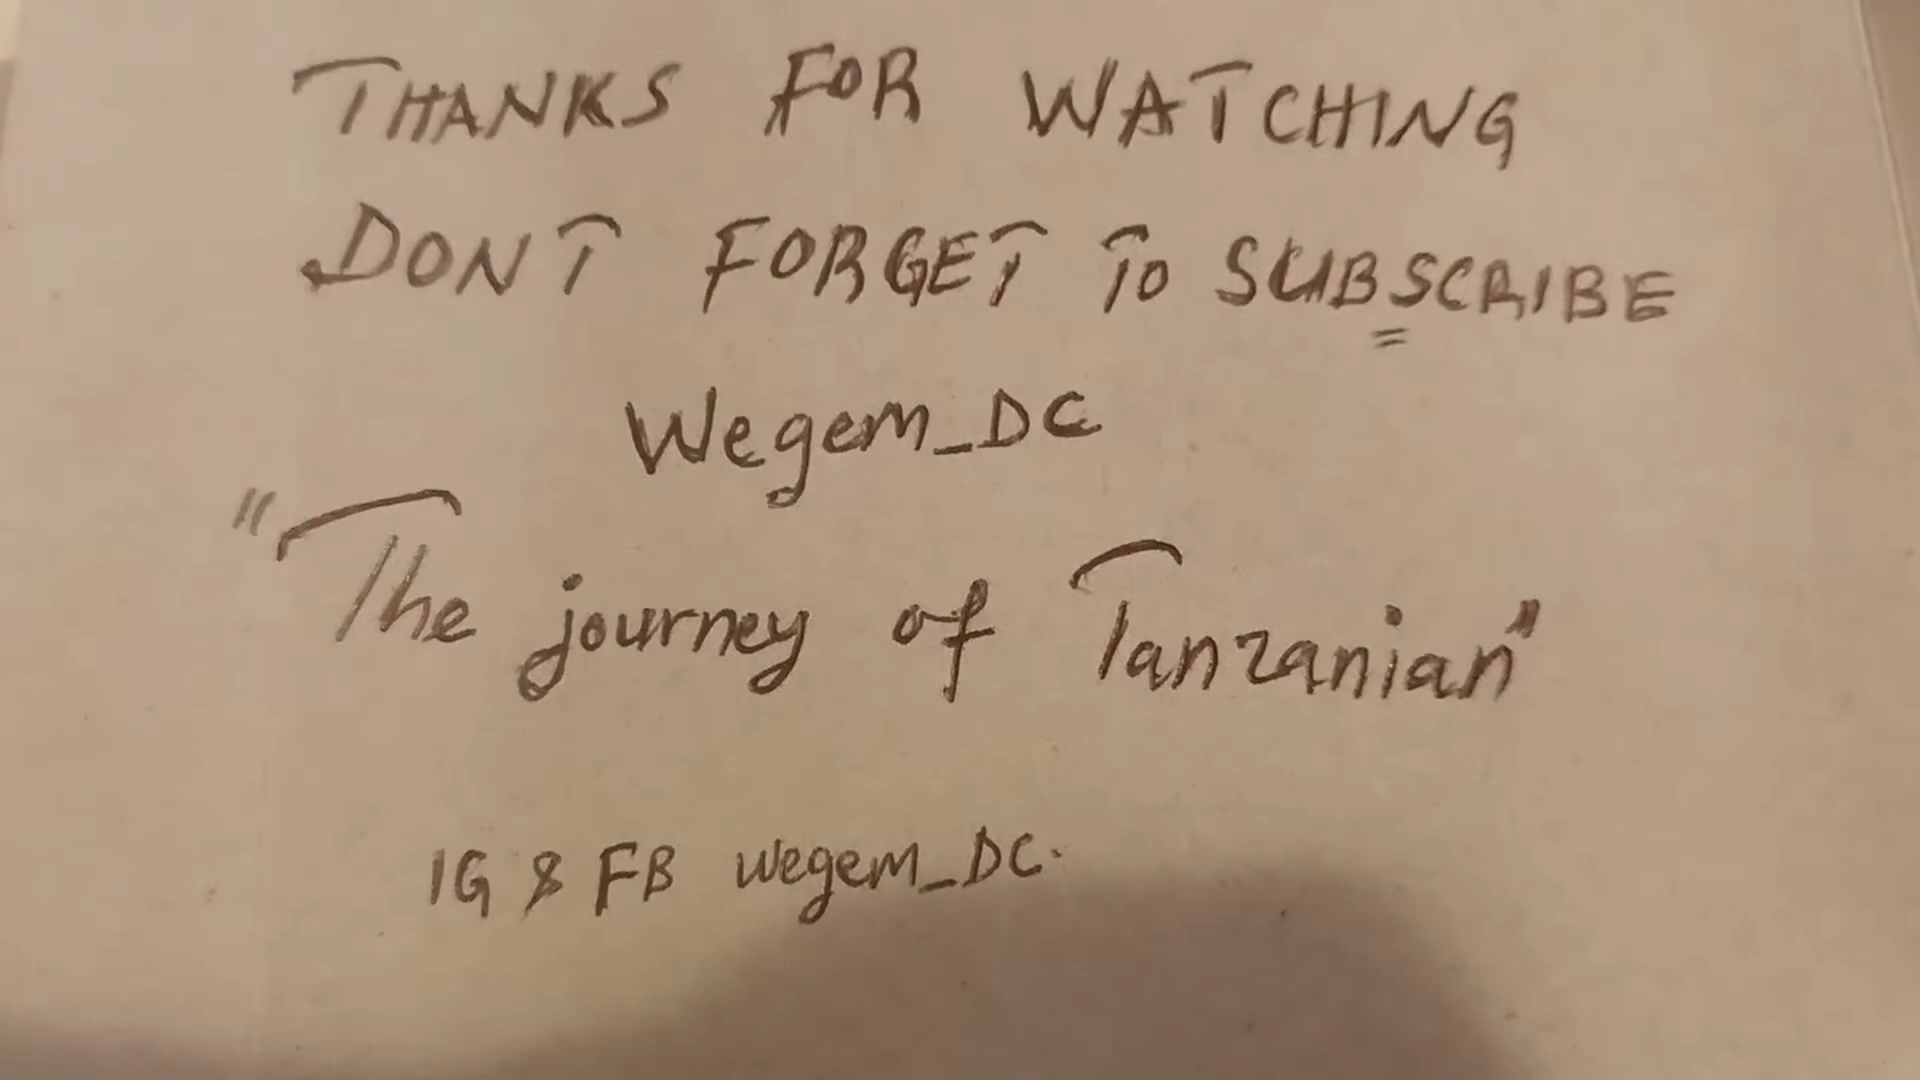 THANKS FOR WATCHING
DONT FORGET TO SUBSCRIBE
Wegem_DC
"The journey of Tanzanian"
IG & FB wegem_DC.